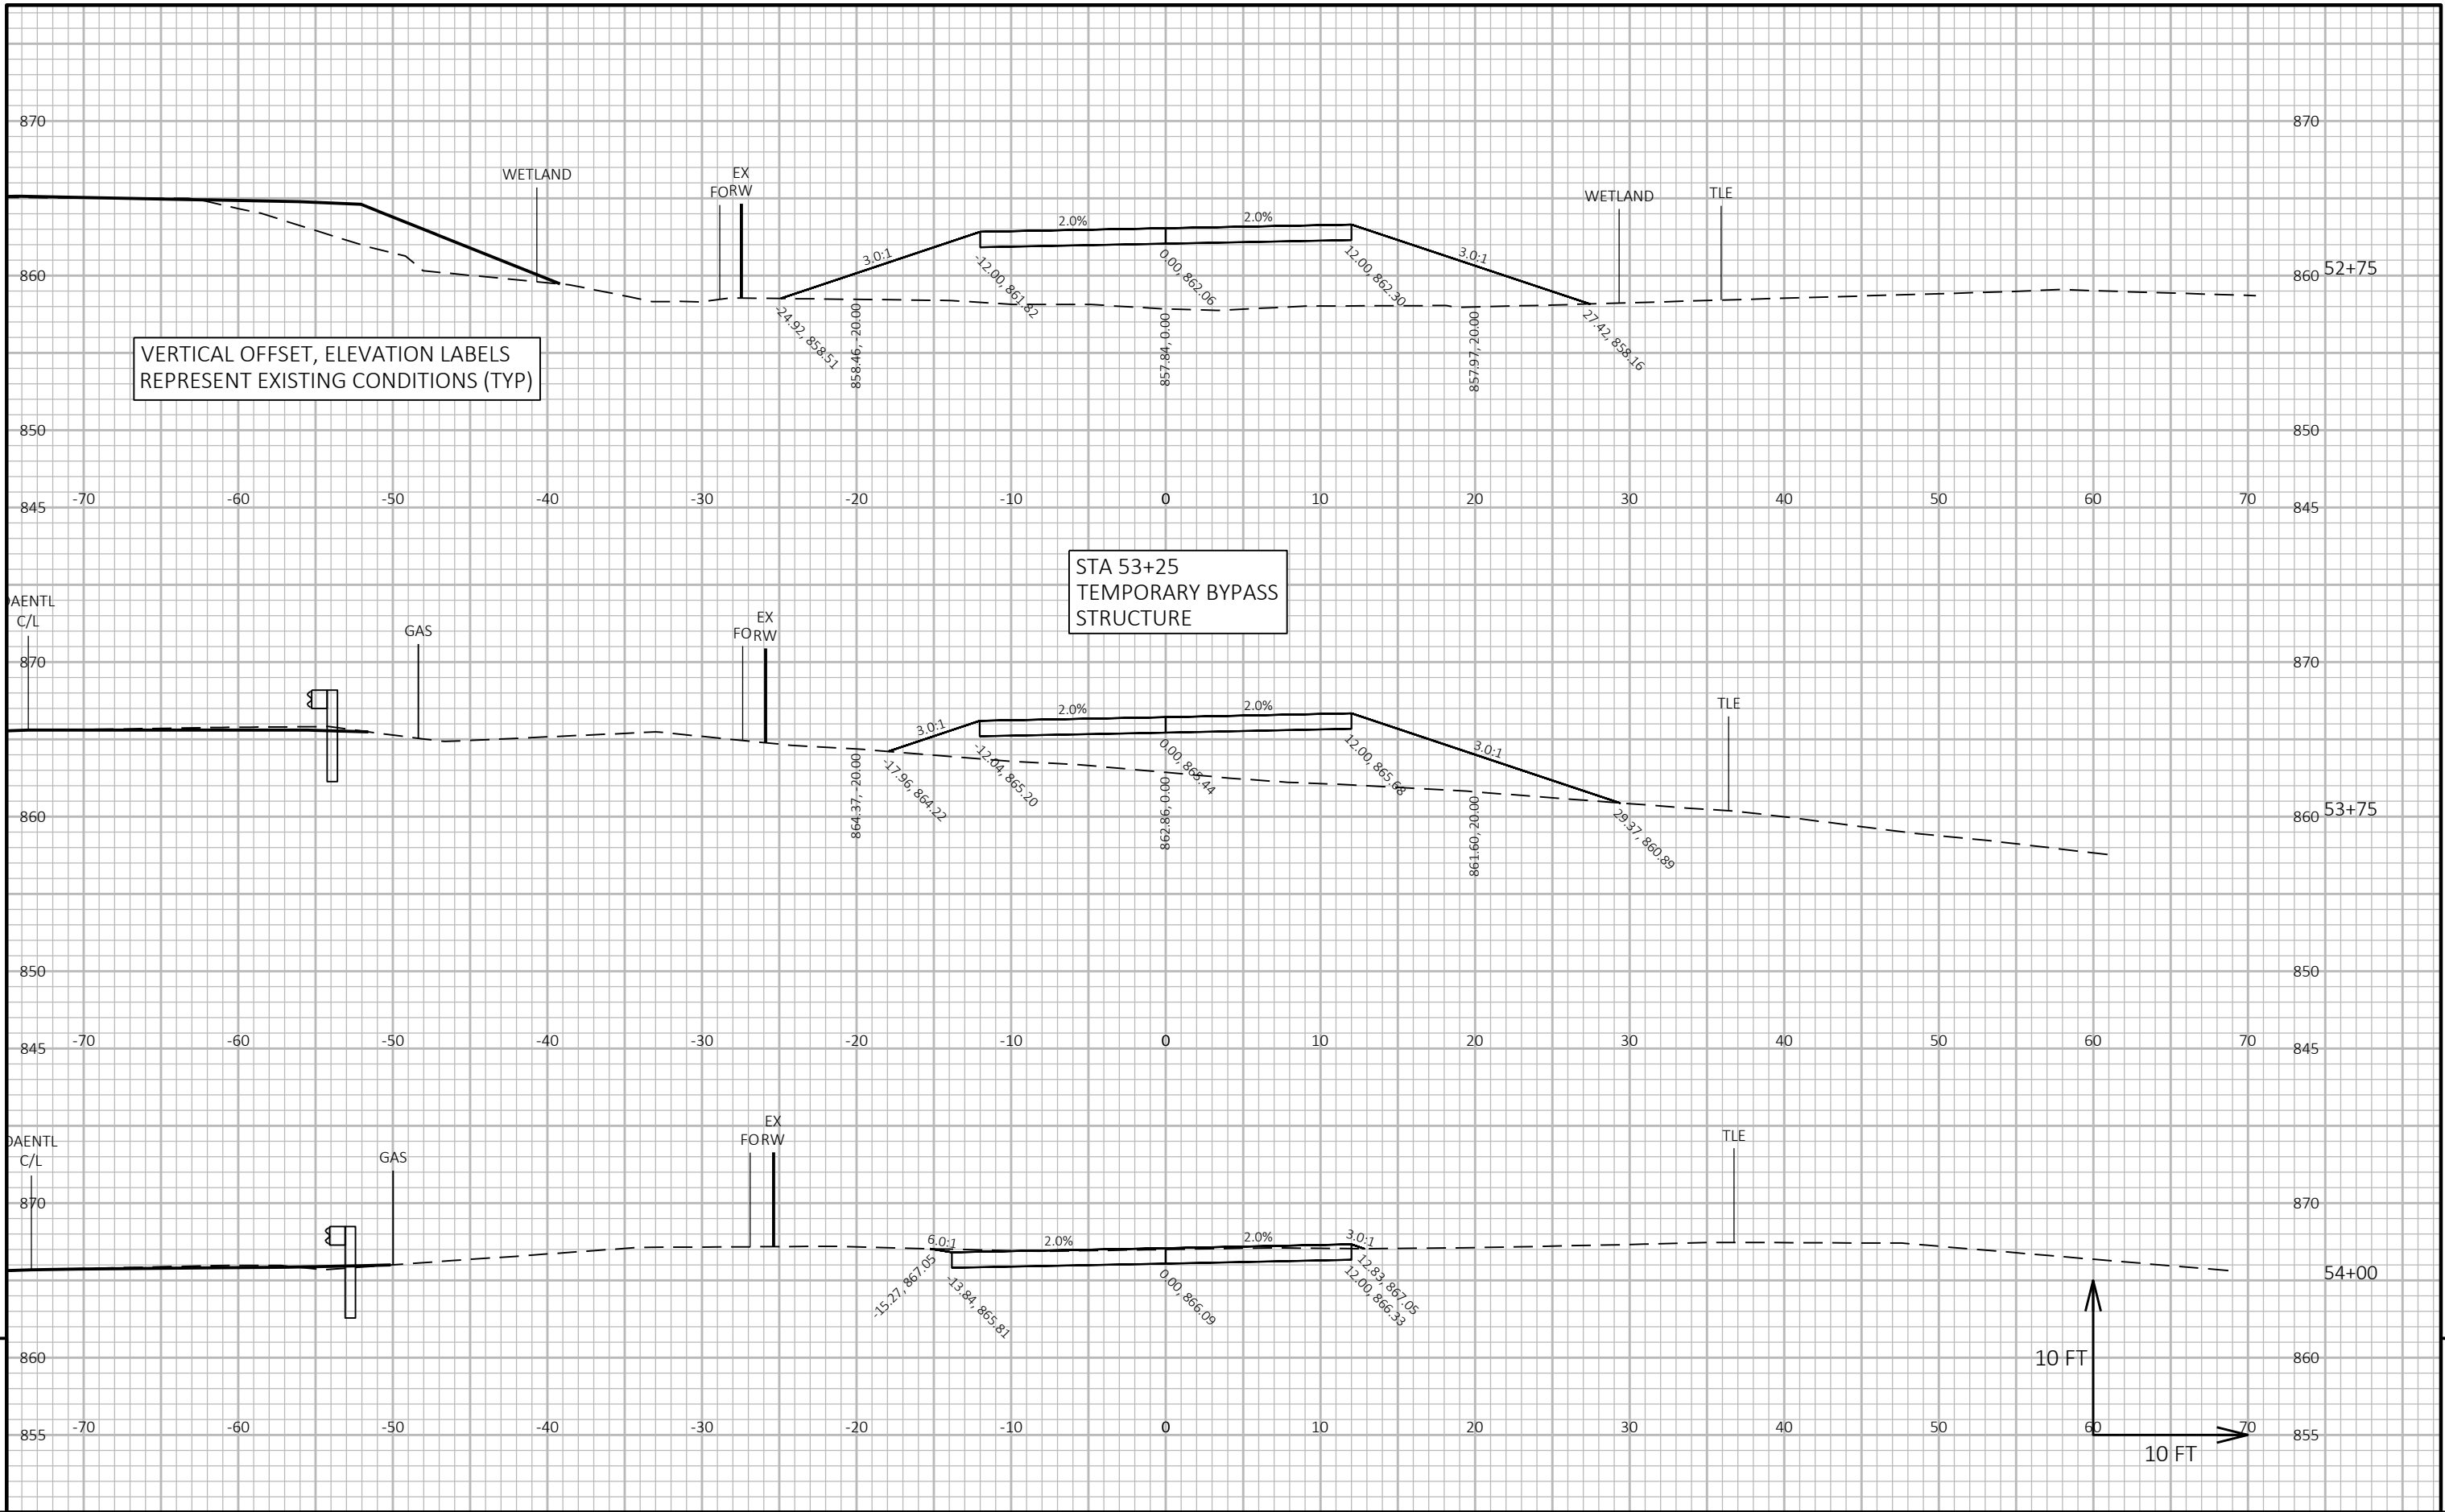 870
870
WETLAND
EX
FO
RW
WETLAND
TLE
2.0%
2.0%
3.0:1
3.0:1
860
860
52+75
-12.00, 861.82
0.00, 862.06
12.00, 862.30
-24.92, 858.51
858.46, -20.00
857.84, 0.00
857.97, 20.00
27.42, 858.16
VERTICAL OFFSET, ELEVATION LABELS
REPRESENT EXISTING CONDITIONS (TYP)
850
850
-70 -60 -50 -40 -30 -20 -10 0 10 20 30 40 50 60 70
845
845
STA 53+25
TEMPORARY BYPASS
STRUCTURE
DAENTL
C/L
GAS
EX
FO
RW
TLE
870
870
2.0%
2.0%
3.0:1
3.0:1
-17.96, 864.22
-12.04, 865.20
0.00, 865.44
12.00, 865.68
864.37, -20.00
862.86, 0.00
861.60, 20.00
29.37, 860.89
860
860
53+75
850
850
-70 -60 -50 -40 -30 -20 -10 0 10 20 30 40 50 60 70
845
845
DAENTL
C/L
GAS
EX
FO
RW
TLE
870
870
6.0:1
2.0%
2.0%
3.0:1
-15.27, 867.05
-13.84, 865.81
0.00, 866.09
12.83, 867.05
12.00, 866.33
54+00
860
860
10 FT
-70 -60 -50 -40 -30 -20 -10 0 10 20 30 40 50 60 70
855
855
10 FT